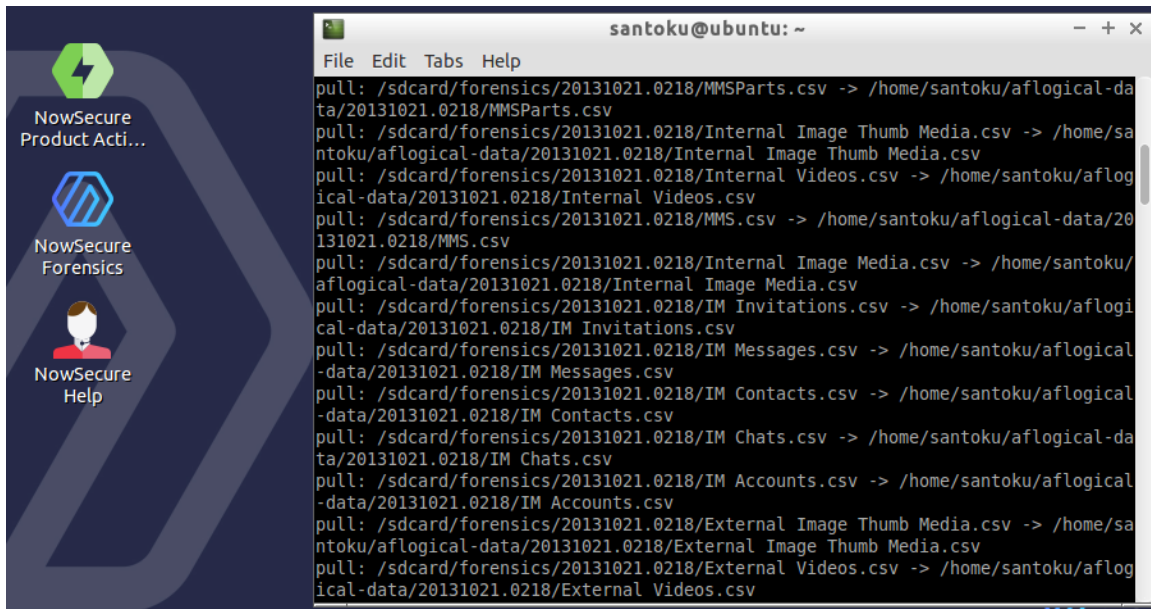 NowSecure
Product Acti...
NowSecure
Forensics
NowSecure
Help
santoku@ubuntu: ~
File Edit Tabs Help
pull: /sdcard/forensics/20131021.0218/MMSParts.csv -> /home/santoku/aflogical-da
ta/20131021.0218/MMSParts.csv
pull: /sdcard/forensics/20131021.0218/Internal Image Thumb Media.csv -> /home/sa
ntoku/aflogical-data/20131021.0218/Internal Image Thumb Media.csv
pull: /sdcard/forensics/20131021.0218/Internal Videos.csv -> /home/santoku/aflog
ical-data/20131021.0218/Internal Videos.csv
pull: /sdcard/forensics/20131021.0218/MMS.csv -> /home/santoku/aflogical-data/20
131021.0218/MMS.csv
pull: /sdcard/forensics/20131021.0218/Internal Image Media.csv -> /home/santoku/
aflogical-data/20131021.0218/Internal Image Media.csv
pull: /sdcard/forensics/20131021.0218/IM Invitations.csv -> /home/santoku/aflogi
cal-data/20131021.0218/IM Invitations.csv
pull: /sdcard/forensics/20131021.0218/IM Messages.csv -> /home/santoku/aflogical
-data/20131021.0218/IM Messages.csv
pull: /sdcard/forensics/20131021.0218/IM Contacts.csv -> /home/santoku/aflogical
-data/20131021.0218/IM Contacts.csv
pull: /sdcard/forensics/20131021.0218/IM Chats.csv -> /home/santoku/aflogical-da
ta/20131021.0218/IM Chats.csv
pull: /sdcard/forensics/20131021.0218/IM Accounts.csv -> /home/santoku/aflogical
-data/20131021.0218/IM Accounts.csv
pull: /sdcard/forensics/20131021.0218/External Image Thumb Media.csv -> /home/sa
ntoku/aflogical-data/20131021.0218/External Image Thumb Media.csv
pull: /sdcard/forensics/20131021.0218/External Videos.csv -> /home/santoku/aflog
ical-data/20131021.0218/External Videos.csv